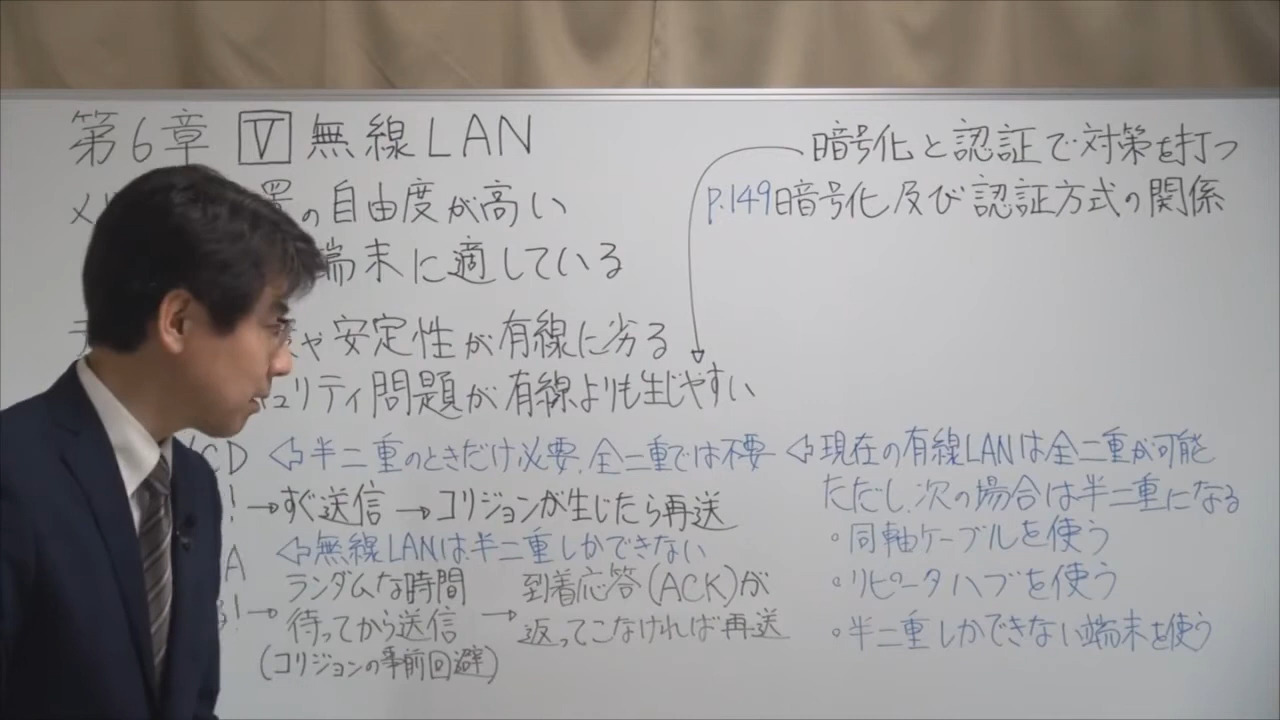 第6章 Ⅴ 無線LAN
メリ 置の自由度が高い
端末に適している
や安定性が有線に劣る
ュリティ問題が有線よりも生じやすい
CD ⇦半二重のときだけ必要、全二重では不要
! →すぐ送信 → コリジョンが生じたら再送
A ⇦無線LANは半二重しかできない
! → ランダムな時間
待ってから送信
(コリジョンの事前回避)
→ 到着応答(ACK)が
返ってこなければ再送
暗号化と認証で対策を打つ
P.149暗号化及び認証方式の関係
⇦現在の有線LANは全二重が可能
ただし、次の場合は半二重になる
・同軸ケーブルを使う
・リピータハブを使う
・半二重しかできない端末を使う